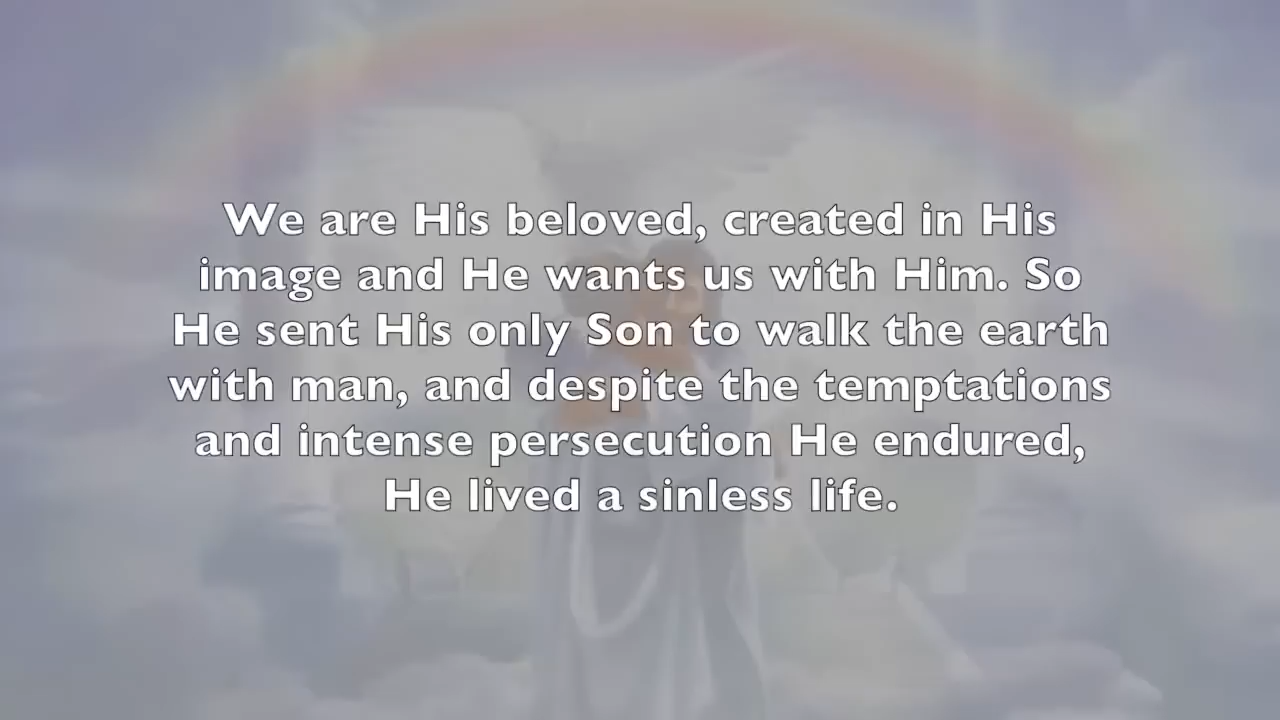 We are His beloved, created in His
image and He wants us with Him. So
He sent His only Son to walk the earth
with man, and despite the temptations
and intense persecution He endured,
He lived a sinless life.